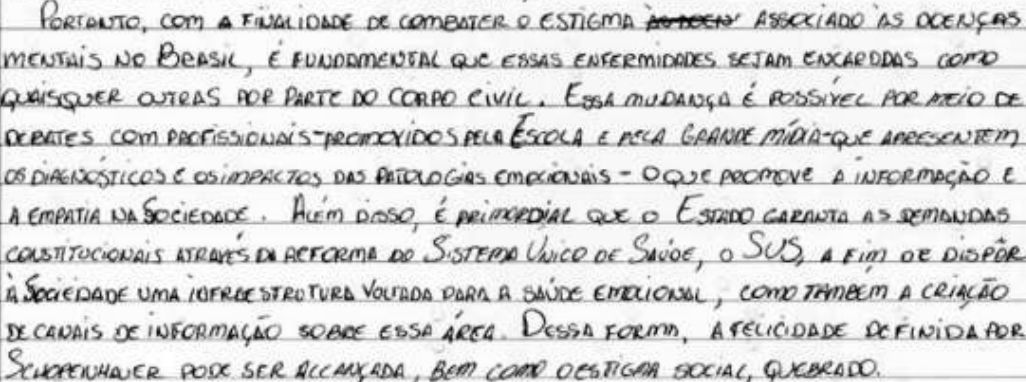 Portanto, com a finalidade de combater o estigma associado às doenças
mentais no Brasil, é fundamental que essas enfermidades sejam encaradas como
quaisquer outras por parte do corpo civil. Essa mudança é possível por meio de
debates com profissionais-promovidos pela Escola e pela grande mídia-que apresentem
os diagnósticos e os impactos das patologias emocionais - o que promove a informação e
a empatia na Sociedade. Além disso, é primordial que o Estado garanta as demandas
constitucionais através da reforma do Sistema Único de Saúde, o SUS, a fim de dispôr
à Sociedade uma infraestrutura voltada para a saúde emocional, como também a criação
de canais de informação sobre essa área. Dessa forma, a felicidade definida por
Schopenhauer pode ser alcançada, bem como o estigma social, quebrado.